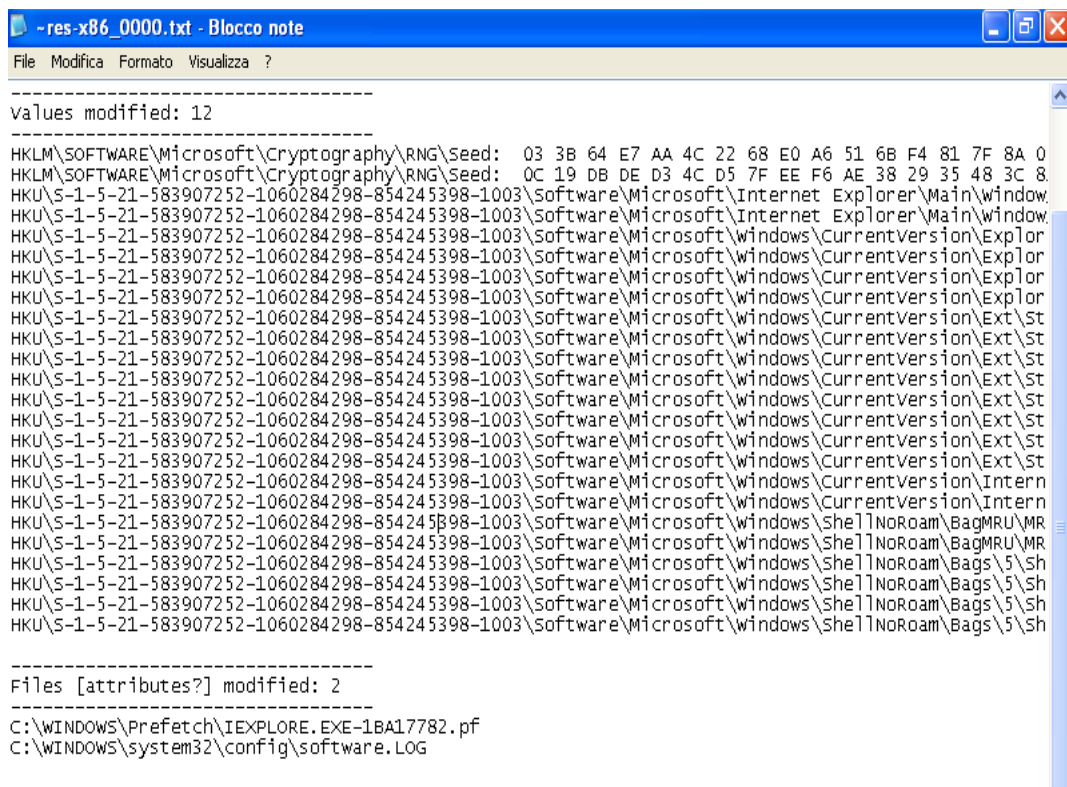 ~res-x86_0000.txt - Blocco note
File Modifica Formato Visualizza ?
----------------------------------
Values modified: 12
----------------------------------
HKLM\SOFTWARE\Microsoft\Cryptography\RNG\Seed: 03 3B 64 E7 AA 4C 22 68 E0 A6 51 6B F4 81 7F 8A 0
HKLM\SOFTWARE\Microsoft\Cryptography\RNG\Seed: 0C 19 DB DE D3 4C D5 7F EE F6 AE 38 29 35 48 3C 8
HKU\S-1-5-21-583907252-1060284298-854245398-1003\Software\Microsoft\Internet Explorer\Main\Window
HKU\S-1-5-21-583907252-1060284298-854245398-1003\Software\Microsoft\Internet Explorer\Main\Window
HKU\S-1-5-21-583907252-1060284298-854245398-1003\Software\Microsoft\Windows\CurrentVersion\Explor
HKU\S-1-5-21-583907252-1060284298-854245398-1003\Software\Microsoft\Windows\CurrentVersion\Explor
HKU\S-1-5-21-583907252-1060284298-854245398-1003\Software\Microsoft\Windows\CurrentVersion\Explor
HKU\S-1-5-21-583907252-1060284298-854245398-1003\Software\Microsoft\Windows\CurrentVersion\Explor
HKU\S-1-5-21-583907252-1060284298-854245398-1003\Software\Microsoft\Windows\CurrentVersion\Ext\St
HKU\S-1-5-21-583907252-1060284298-854245398-1003\Software\Microsoft\Windows\CurrentVersion\Ext\St
HKU\S-1-5-21-583907252-1060284298-854245398-1003\Software\Microsoft\Windows\CurrentVersion\Ext\St
HKU\S-1-5-21-583907252-1060284298-854245398-1003\Software\Microsoft\Windows\CurrentVersion\Ext\St
HKU\S-1-5-21-583907252-1060284298-854245398-1003\Software\Microsoft\Windows\CurrentVersion\Ext\St
HKU\S-1-5-21-583907252-1060284298-854245398-1003\Software\Microsoft\Windows\CurrentVersion\Ext\St
HKU\S-1-5-21-583907252-1060284298-854245398-1003\Software\Microsoft\Windows\CurrentVersion\Ext\St
HKU\S-1-5-21-583907252-1060284298-854245398-1003\Software\Microsoft\Windows\CurrentVersion\Ext\St
HKU\S-1-5-21-583907252-1060284298-854245398-1003\Software\Microsoft\Windows\CurrentVersion\Intern
HKU\S-1-5-21-583907252-1060284298-854245398-1003\Software\Microsoft\Windows\CurrentVersion\Intern
HKU\S-1-5-21-583907252-1060284298-854245398-1003\Software\Microsoft\Windows\ShellNoRoam\BagMRU\MR
HKU\S-1-5-21-583907252-1060284298-854245398-1003\Software\Microsoft\Windows\ShellNoRoam\BagMRU\MR
HKU\S-1-5-21-583907252-1060284298-854245398-1003\Software\Microsoft\Windows\ShellNoRoam\Bags\5\Sh
HKU\S-1-5-21-583907252-1060284298-854245398-1003\Software\Microsoft\Windows\ShellNoRoam\Bags\5\Sh
HKU\S-1-5-21-583907252-1060284298-854245398-1003\Software\Microsoft\Windows\ShellNoRoam\Bags\5\Sh
HKU\S-1-5-21-583907252-1060284298-854245398-1003\Software\Microsoft\Windows\ShellNoRoam\Bags\5\Sh
----------------------------------
Files [attributes?] modified: 2
----------------------------------
C:\WINDOWS\Prefetch\IEXPLORE.EXE-1BA17782.pf
C:\WINDOWS\system32\config\software.LOG